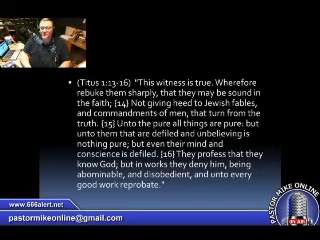 • (Titus 1:13-16) "This witness is true. Wherefore
rebuke them sharply, that they may be sound in
the faith; {14} Not giving heed to Jewish fables,
and commandments of men, that turn from the
truth. {15} Unto the pure all things are pure: but
unto them that are defiled and unbelieving is
nothing pure; but even their mind and
conscience is defiled. {16} They profess that they
know God; but in works they deny him, being
abominable, and disobedient, and unto every
good work reprobate."
www.666alert.net
pastormikeonline@gmail.com
PASTOR MIKE ONLINE
ON AIR